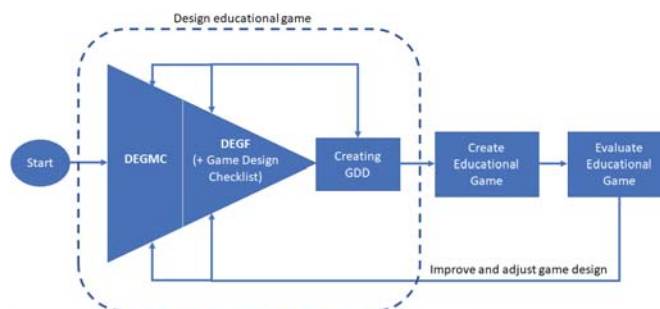 Design educational game
Start
DEGMC
DEGF
(+ Game Design
Checklist)
Creating
GDD
Create
Educational
Game
Evaluate
Educational
Game
Improve and adjust game design